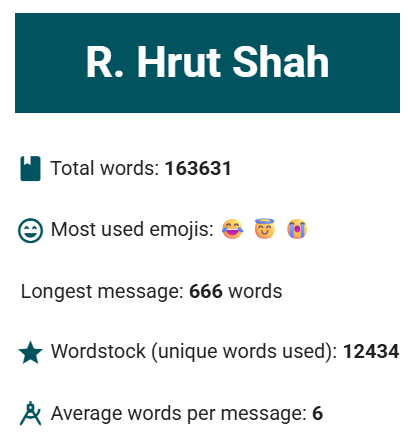 R. Hrut Shah
Total words: 163631
Most used emojis: 😂 😇 😭
Longest message: 666 words
Wordstock (unique words used): 12434
Average words per message: 6